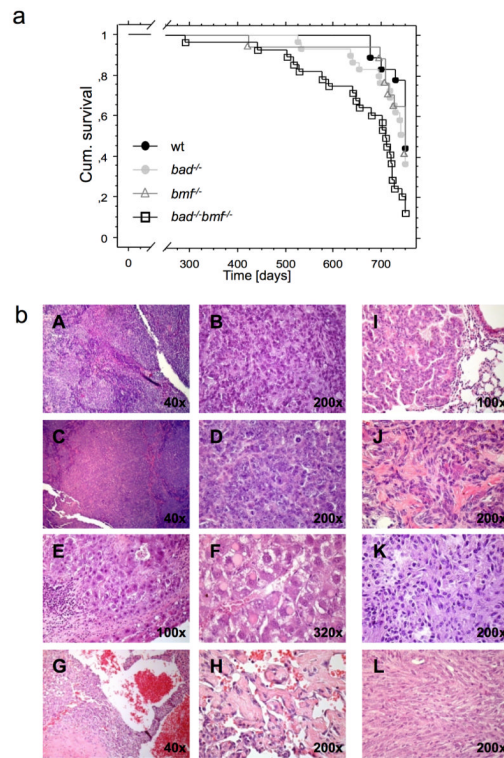 a
Cum. survival
1
,8
,6
,4
,2
0
wt
bad-/-
bmf-/-
bad-/-bmf-/-
0 300 400 500 600 700
Time [days]
b
A 40x B 200x I 100x
C 40x D 200x J 200x
E 100x F 320x K 200x
G 40x H 200x L 200x